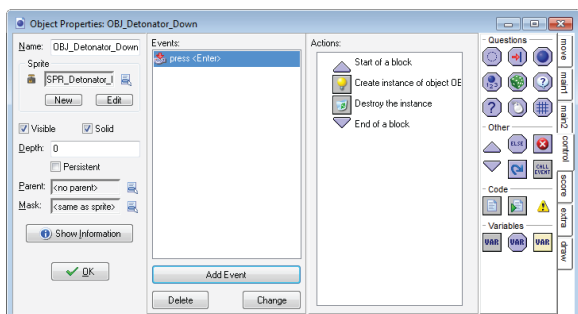 Object Properties: OBJ_Detonator_Down
Name: OBJ_Detonator_Down
Sprite
SPR_Detonator_I
New Edit
Visible Solid
Depth: 0
Persistent
Parent: <no parent>
Mask: <same as sprite>
Show Information
OK
Events:
press <Enter>
Add Event
Delete Change
Actions:
Start of a block
Create instance of object OE
Destroy the instance
End of a block
Questions
Other
ELSE
CALL
EVENT
Code
Variables
VAR VAR VAR
move
main1
main2
control
score
extra
draw